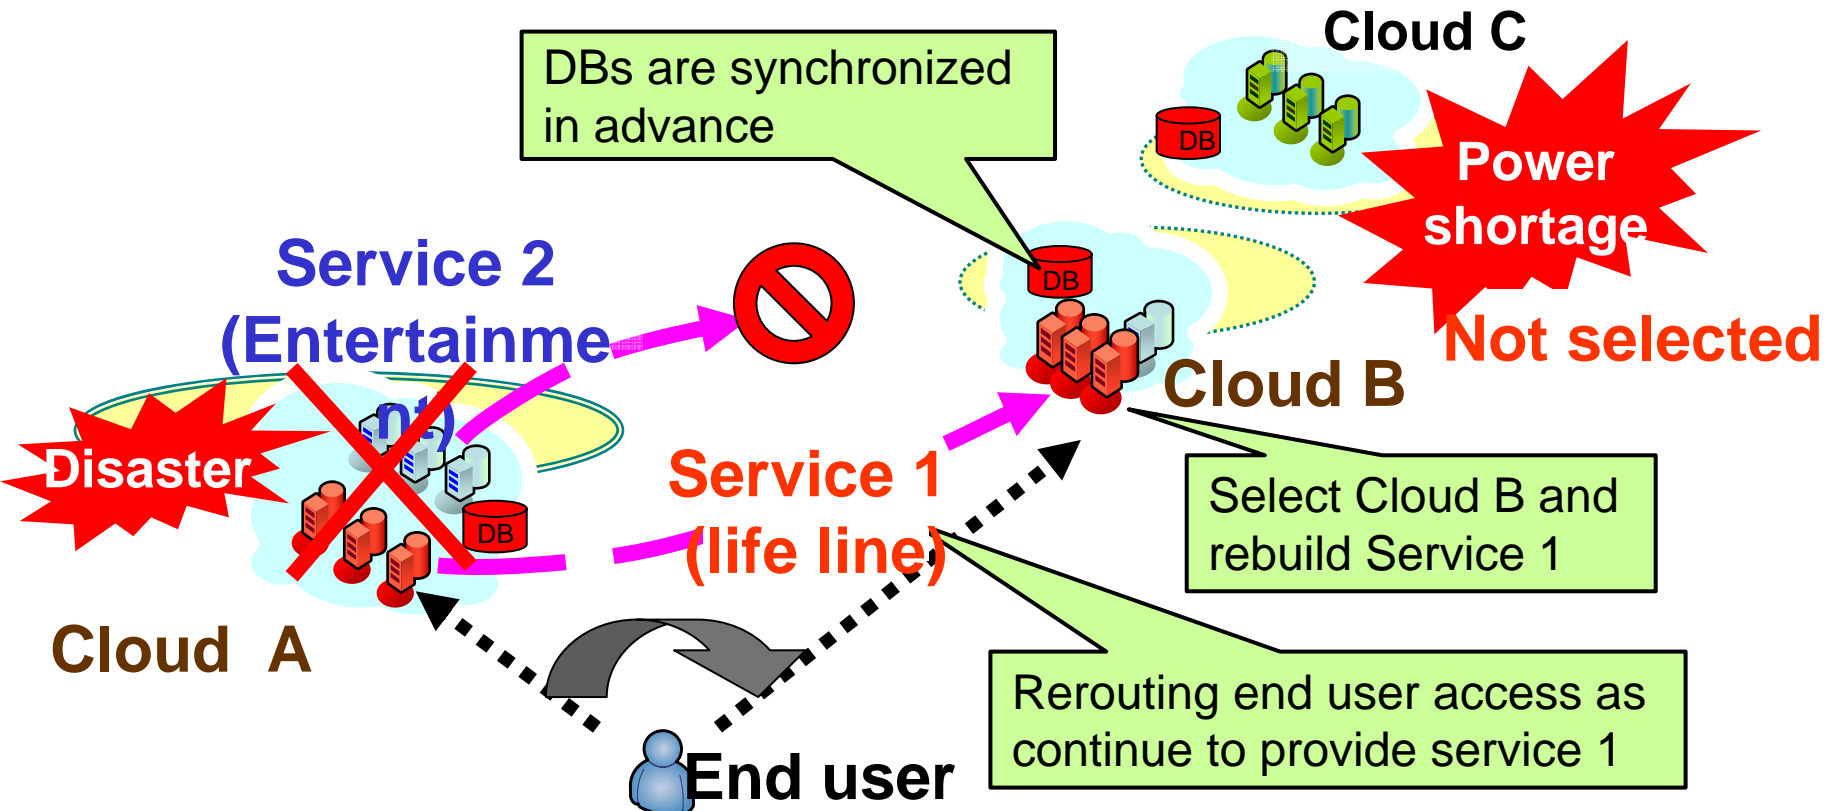 Cloud C
DBs are synchronized
in advance
DB
Power
shortage
Service 2
(Entertainme
nt)
DB
Not selected
Cloud B
Disaster
Service 1
(life line)
DB
Select Cloud B and
rebuild Service 1
Cloud A
Rerouting end user access as
continue to provide service 1
End user